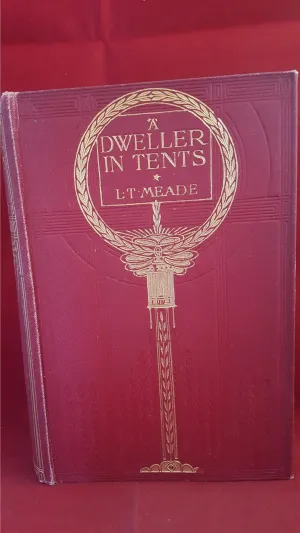 "A"
DWELLER
IN TENTS
L·T·MEADE